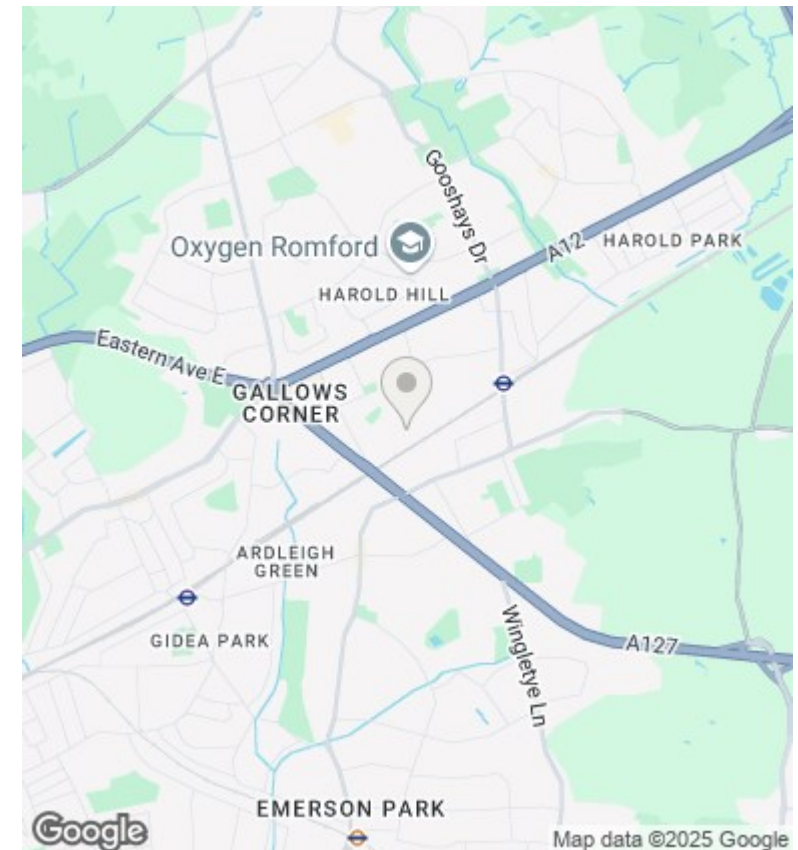 Gooshays Dr
Oxygen Romford
A12
HAROLD PARK
HAROLD HILL
Eastern Ave E
GALLOWS
CORNER
ARDLEIGH
GREEN
GIDEA PARK
Wingletye Ln
A127
EMERSON PARK
Google
Map data ©2025 Google